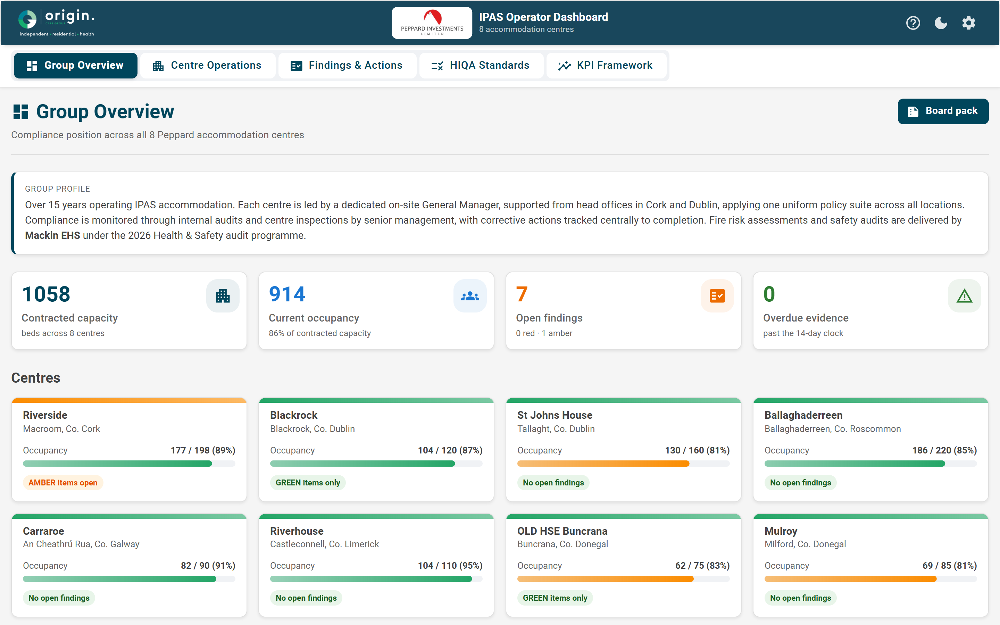 origin.
CARE GROUP
independent • residential • health
PEPPARD INVESTMENTS
LIMITED
IPAS Operator Dashboard
8 accommodation centres
Group Overview
Centre Operations
Findings & Actions
HIQA Standards
KPI Framework
Group Overview
Board pack
Compliance position across all 8 Peppard accommodation centres
GROUP PROFILE
Over 15 years operating IPAS accommodation. Each centre is led by a dedicated on-site General Manager, supported from head offices in Cork and Dublin, applying one uniform policy suite across all locations.
Compliance is monitored through internal audits and centre inspections by senior management, with corrective actions tracked centrally to completion. Fire risk assessments and safety audits are delivered by
Mackin EHS under the 2026 Health & Safety audit programme.
1058
Contracted capacity
beds across 8 centres
914
Current occupancy
86% of contracted capacity
7
Open findings
0 red · 1 amber
0
Overdue evidence
past the 14-day clock
Centres
Riverside
Macroom, Co. Cork
Occupancy 177 / 198 (89%)
AMBER items open
Blackrock
Blackrock, Co. Dublin
Occupancy 104 / 120 (87%)
GREEN items only
St Johns House
Tallaght, Co. Dublin
Occupancy 130 / 160 (81%)
No open findings
Ballaghaderreen
Ballaghaderreen, Co. Roscommon
Occupancy 186 / 220 (85%)
No open findings
Carraroe
An Cheathrú Rua, Co. Galway
Occupancy 82 / 90 (91%)
No open findings
Riverhouse
Castleconnell, Co. Limerick
Occupancy 104 / 110 (95%)
No open findings
OLD HSE Buncrana
Buncrana, Co. Donegal
Occupancy 62 / 75 (83%)
GREEN items only
Mulroy
Milford, Co. Donegal
Occupancy 69 / 85 (81%)
No open findings